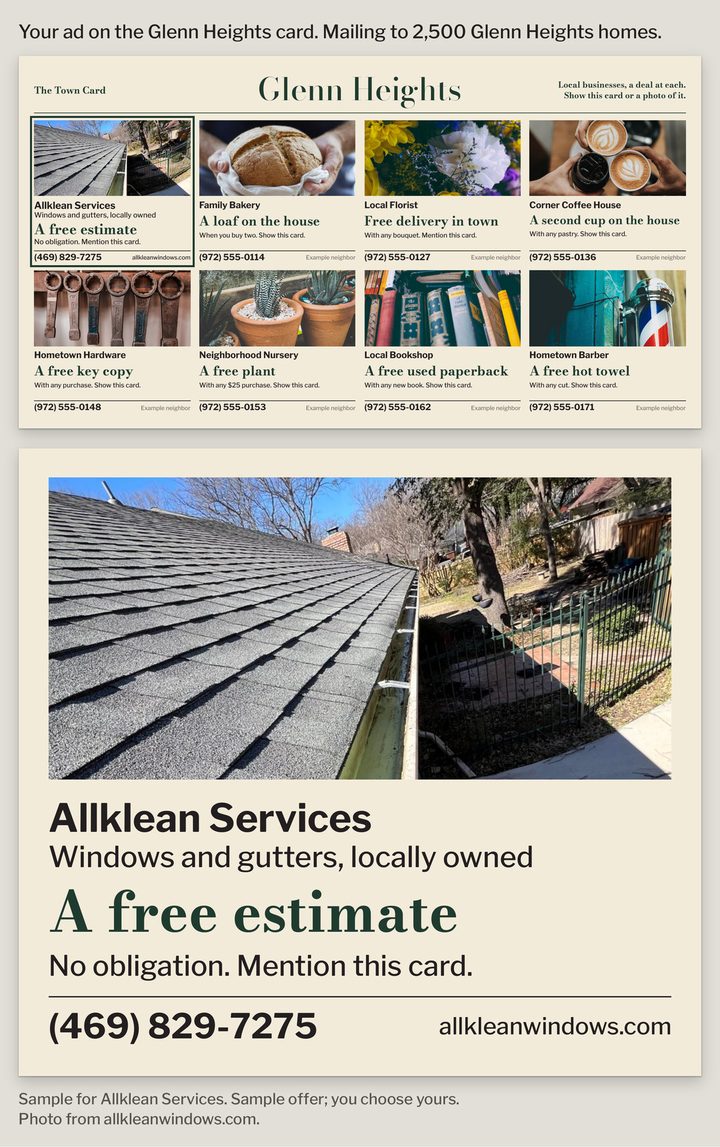 Your ad on the Glenn Heights card. Mailing to 2,500 Glenn Heights homes.
The Town Card
Glenn Heights
Local businesses, a deal at each.
Show this card or a photo of it.
Allklean Services
Windows and gutters, locally owned
A free estimate
No obligation. Mention this card.
(469) 829-7275
allkleanwindows.com
Family Bakery
A loaf on the house
When you buy two. Show this card.
(972) 555-0114
Example neighbor
Local Florist
Free delivery in town
With any bouquet. Mention this card.
(972) 555-0127
Example neighbor
Corner Coffee House
A second cup on the house
With any pastry. Show this card.
(972) 555-0136
Example neighbor
Hometown Hardware
A free key copy
With any purchase. Show this card.
(972) 555-0148
Example neighbor
Neighborhood Nursery
A free plant
With any $25 purchase. Show this card.
(972) 555-0153
Example neighbor
Local Bookshop
A free used paperback
With any new book. Show this card.
(972) 555-0162
Example neighbor
Hometown Barber
A free hot towel
With any cut. Show this card.
(972) 555-0171
Example neighbor
Allklean Services
Windows and gutters, locally owned
A free estimate
No obligation. Mention this card.
(469) 829-7275
allkleanwindows.com
Sample for Allklean Services. Sample offer; you choose yours.
Photo from allkleanwindows.com.